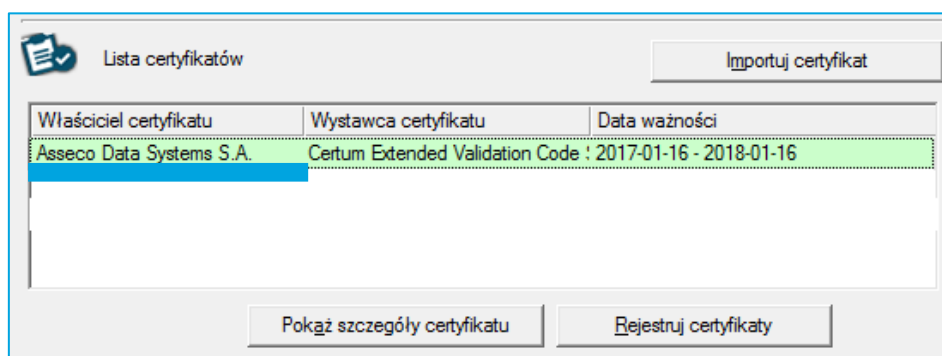 Lista certyfikatów
Importuj certyfikat
Właściciel certyfikatu Wystawca certyfikatu Data ważności
Asseco Data Systems S.A. Certum Extended Validation Code 2017-01-16 - 2018-01-16
Pokaż szczegóły certyfikatu Rejestruj certyfikaty